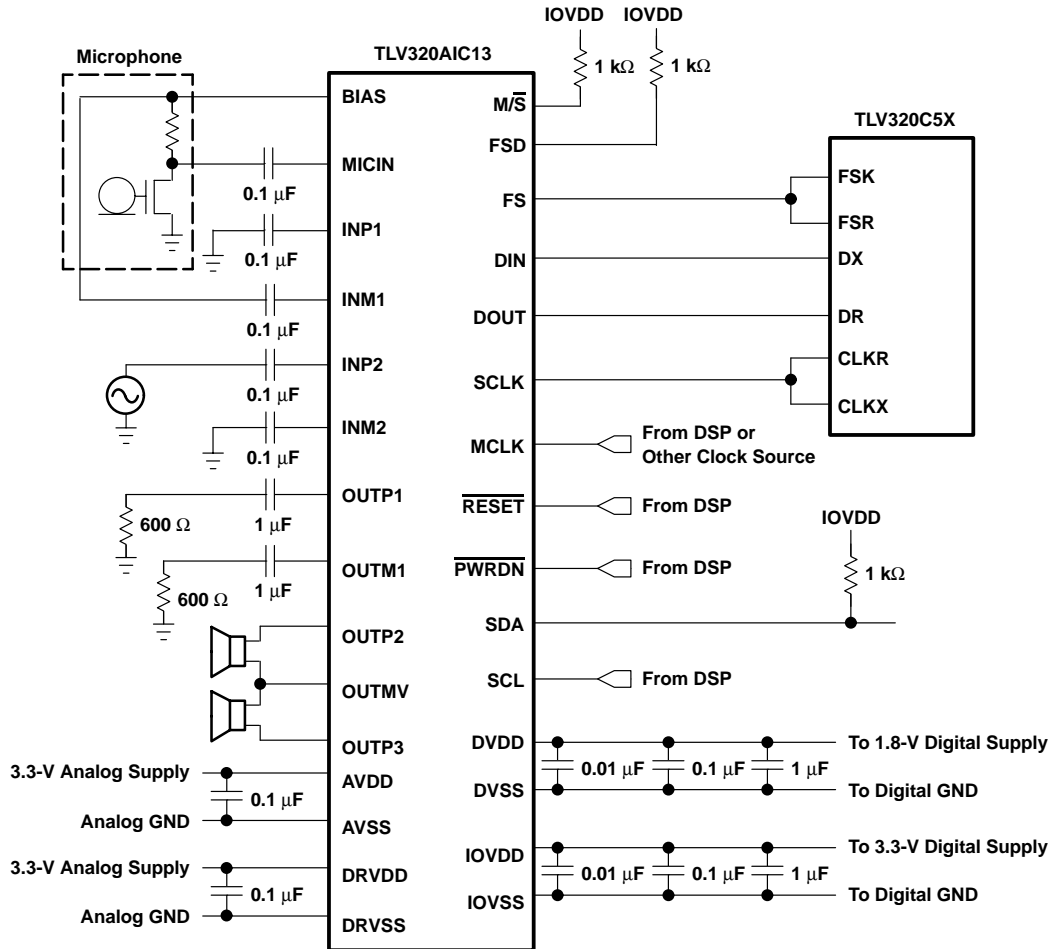 IOVDD IOVDD
Microphone
TLV320AIC13
1 kΩ 1 kΩ
TLV320C5X
BIAS
MICIN
0.1 μF
INP1
0.1 μF
INM1
0.1 μF
INP2
0.1 μF
INM2
0.1 μF
OUTP1
600 Ω
1 μF
OUTM1
600 Ω
1 μF
OUTP2
OUTMV
OUTP3
3.3-V Analog Supply
AVDD
0.1 μF
Analog GND
AVSS
3.3-V Analog Supply
DRVDD
0.1 μF
Analog GND
DRVSS
M/S̅
FSD
FS
DIN
DOUT
SCLK
MCLK
RESET
PWRDN
SDA
SCL
DVDD
DVSS
IOVDD
IOVSS
FSK
FSR
DX
DR
CLKR
CLKX
From DSP or
Other Clock Source
From DSP
From DSP
IOVDD
1 kΩ
From DSP
To 1.8-V Digital Supply
0.01 μF 0.1 μF 1 μF
To Digital GND
To 3.3-V Digital Supply
0.01 μF 0.1 μF 1 μF
To Digital GND